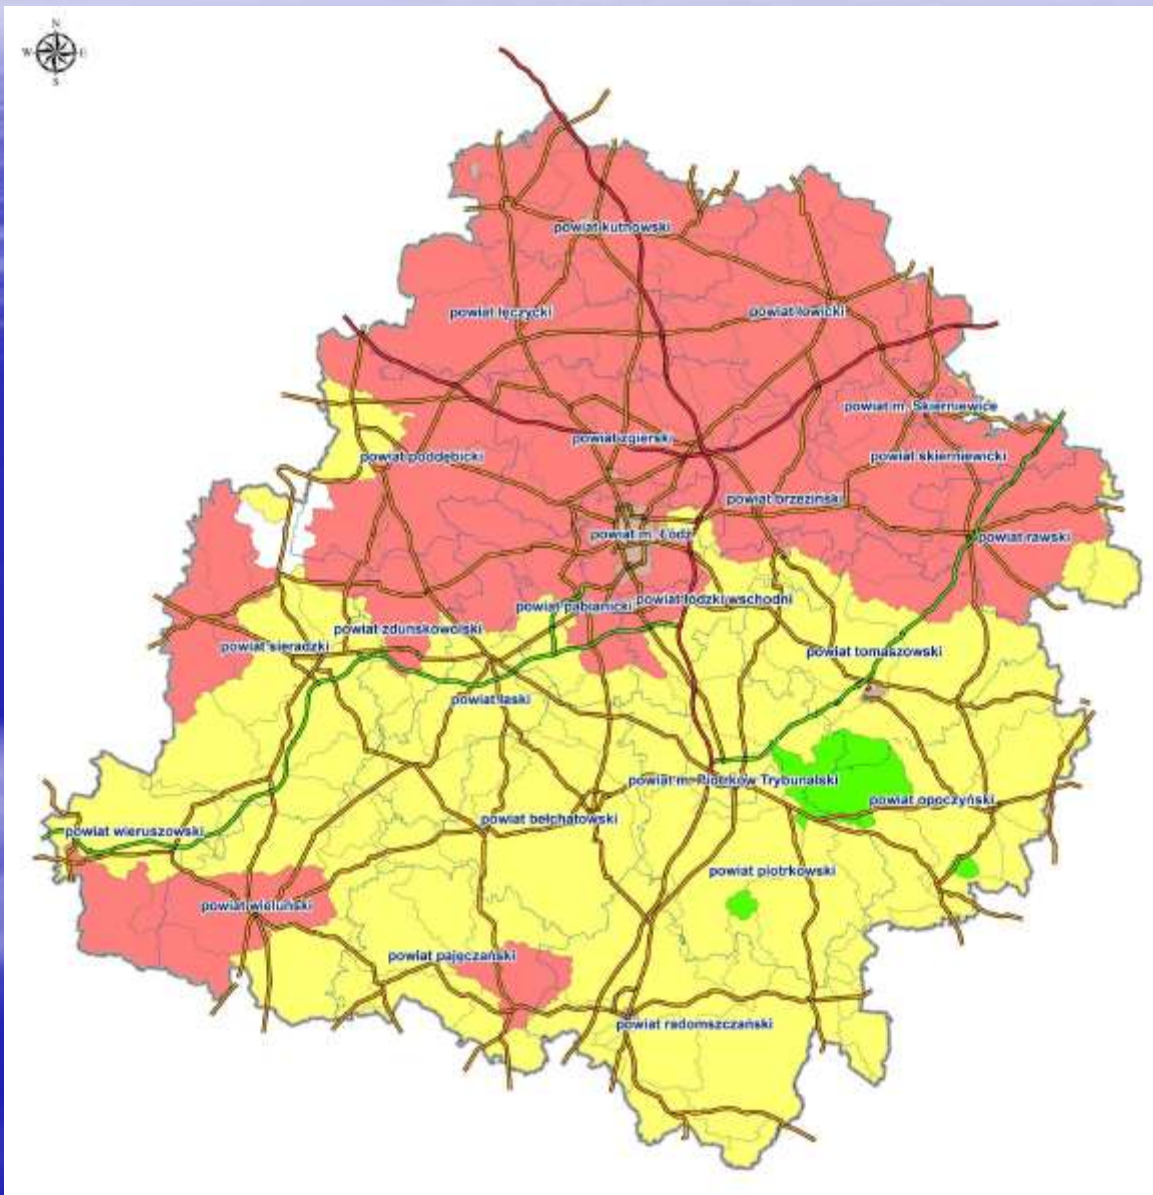 N
W E
S
powiat kutnowski
powiat łęczycki
powiat łowicki
powiat m. Skierniewice
powiat zgierski
powiat poddębicki
powiat skierniewicki
powiat brzeziński
powiat m. Łódź
powiat rawski
powiat pabianicki
powiat łódzki wschodni
powiat zduńskowolski
powiat sieradzki
powiat tomaszowski
powiat łaski
powiat m. Piotrków Trybunalski
powiat opoczyński
powiat bełchatowski
powiat wieruszowski
powiat piotrkowski
powiat wieluński
powiat pajęczański
powiat radomszczański